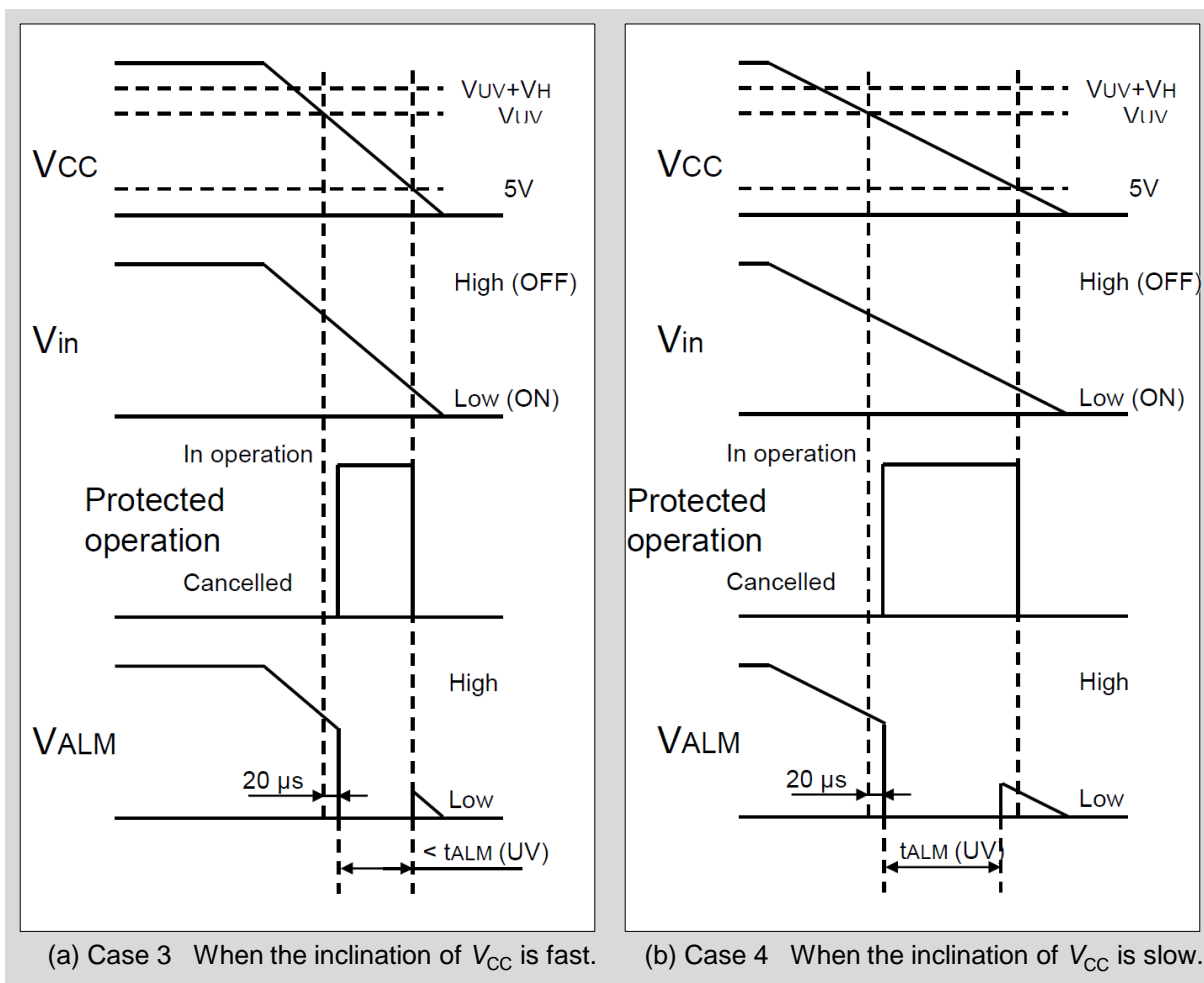 VUV+VH
VUV
VCC
5V
High (OFF)
Vin
Low (ON)
In operation
Protected
operation
Cancelled
High
VALM
20 µs
Low
< tALM (UV)
(a) Case 3 When the inclination of VCC is fast.
VUV+VH
VUV
VCC
5V
High (OFF)
Vin
Low (ON)
In operation
Protected
operation
Cancelled
High
VALM
20 µs
Low
tALM (UV)
(b) Case 4 When the inclination of VCC is slow.